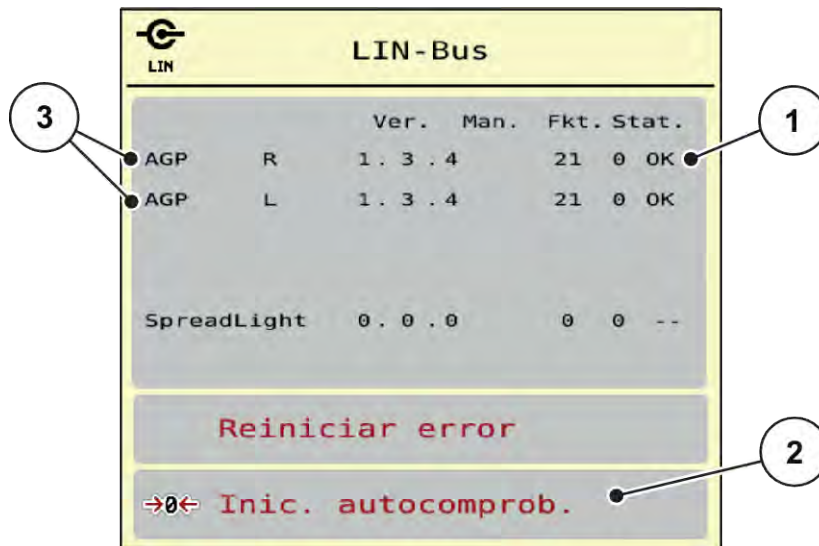 LIN
LIN-Bus
Ver. Man. Fkt. Stat.
AGP R 1.3.4 21 0 OK
AGP L 1.3.4 21 0 OK
SpreadLight 0.0.0 0 0 --
Reiniciar error
→0← Inic. autocomprob.
3
1
2